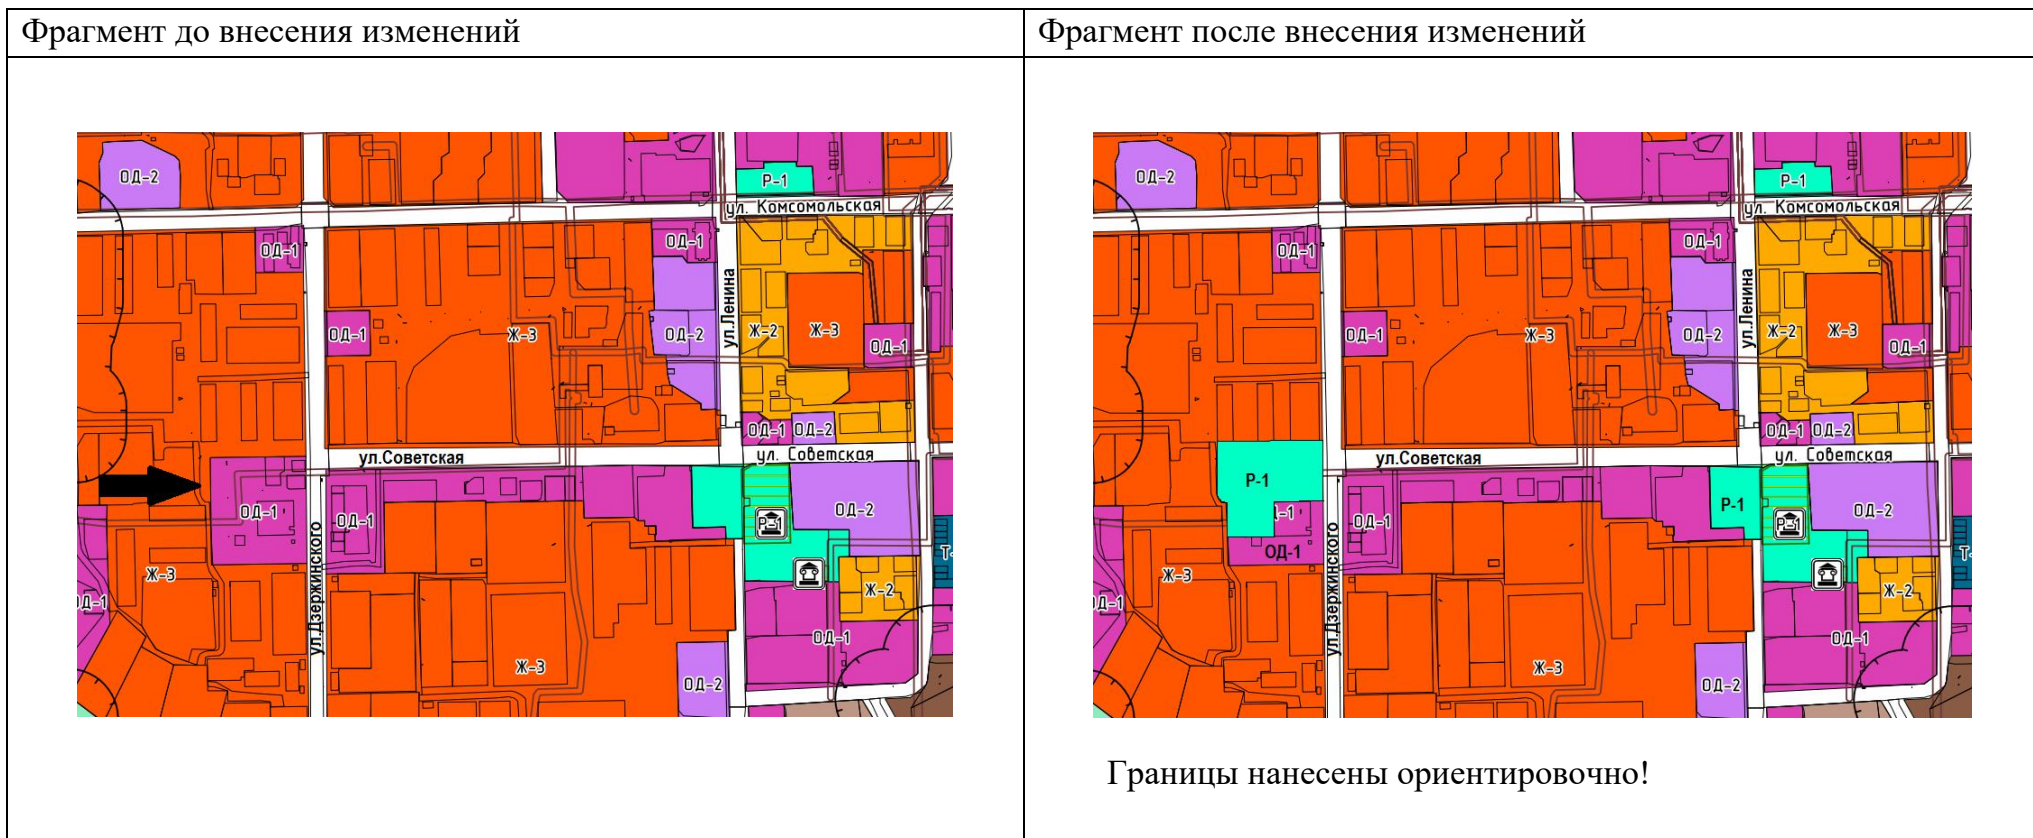 Фрагмент до внесения изменений
ОД-2
Р-1
ул. Комсомольская
ОД-1
ОД-1
ул.Ленина
ОД-1
Ж-3
ОД-2
Ж-2
Ж-3
ОД-1
ОД-1
ОД-2
ул.Советская
ул. Советская
ОД-1
ОД-1
Р-1
ОД-2
Т-
Ж-3
ул.Дзержинского
Ж-2
ОД-1
ОД-1
Ж-3
ОД-2
Фрагмент после внесения изменений
ОД-2
Р-1
ул. Комсомольская
ОД-1
ОД-1
ул.Ленина
ОД-1
Ж-3
ОД-2
Ж-2
Ж-3
ОД-1
ОД-1
ОД-2
ул.Советская
ул. Советская
Р-1
Р-1
-1
ОД-1
Р-1
ОД-2
ОД-1
Т-
Ж-3
ул.Дзержинского
Ж-2
ОД-1
ОД-1
Ж-3
ОД-2
Границы нанесены ориентировочно!